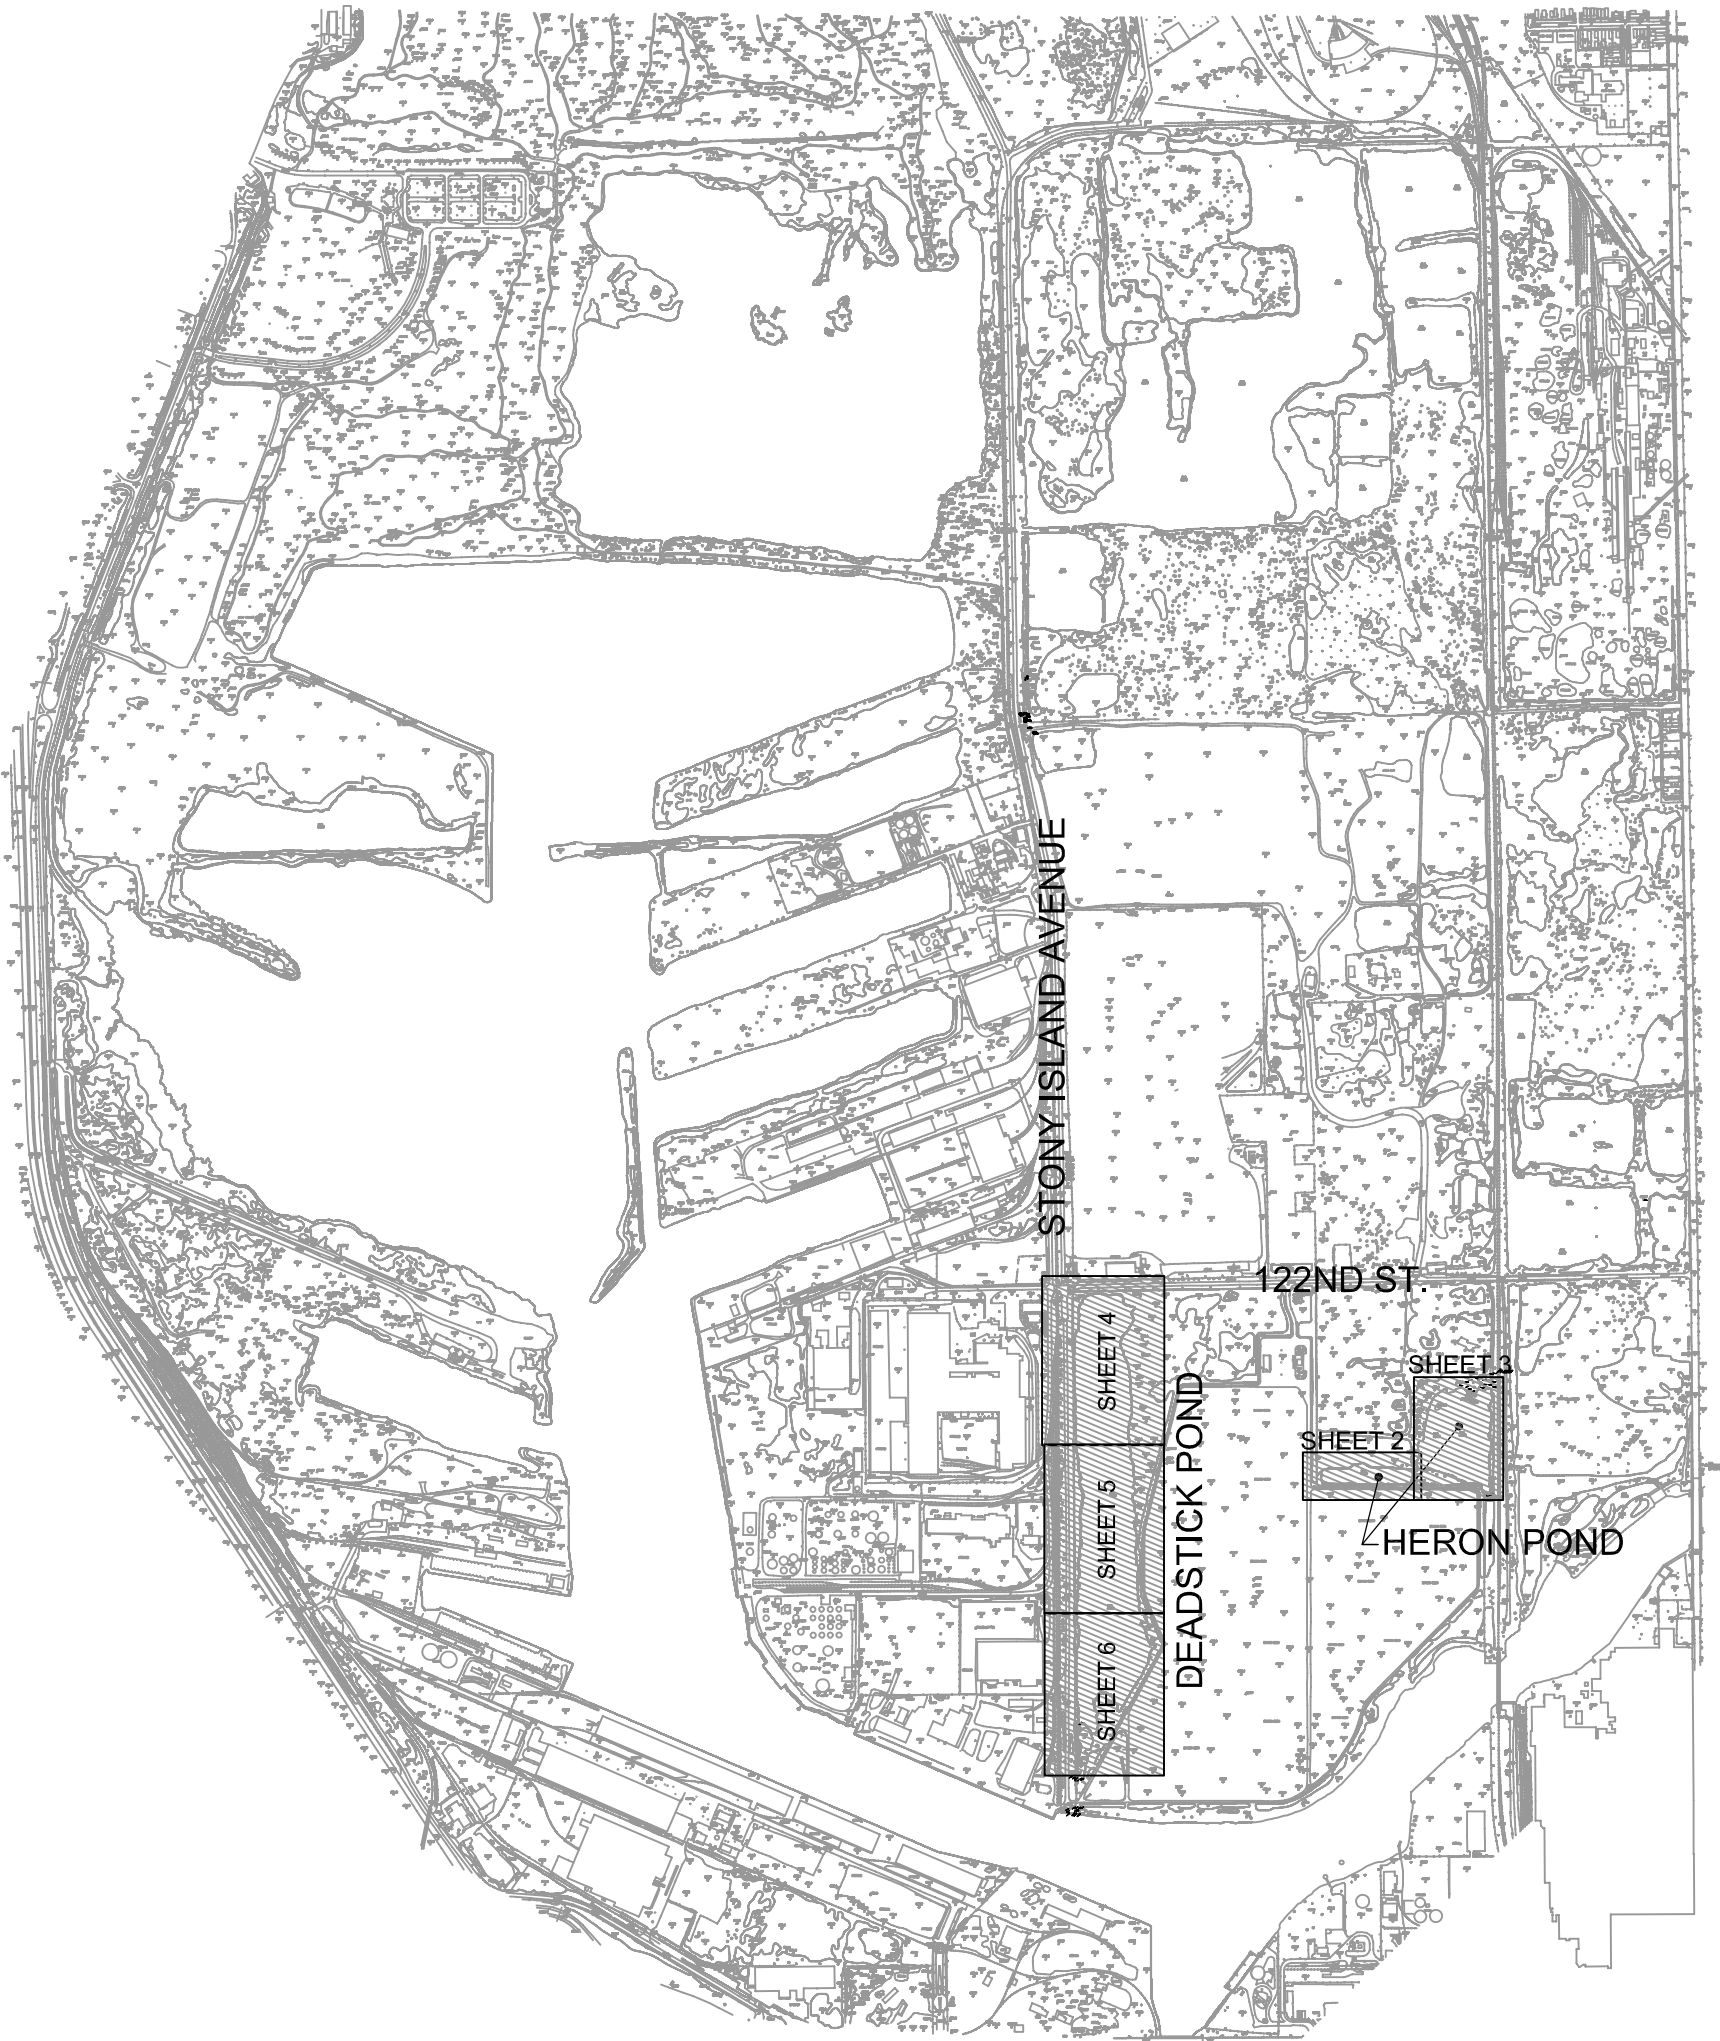 STONY ISLAND AVENUE
122ND ST.
SHEET 4
SHEET 3
SHEET 2
SHEET 5
DEADSTICK POND
HERON POND
SHEET 6